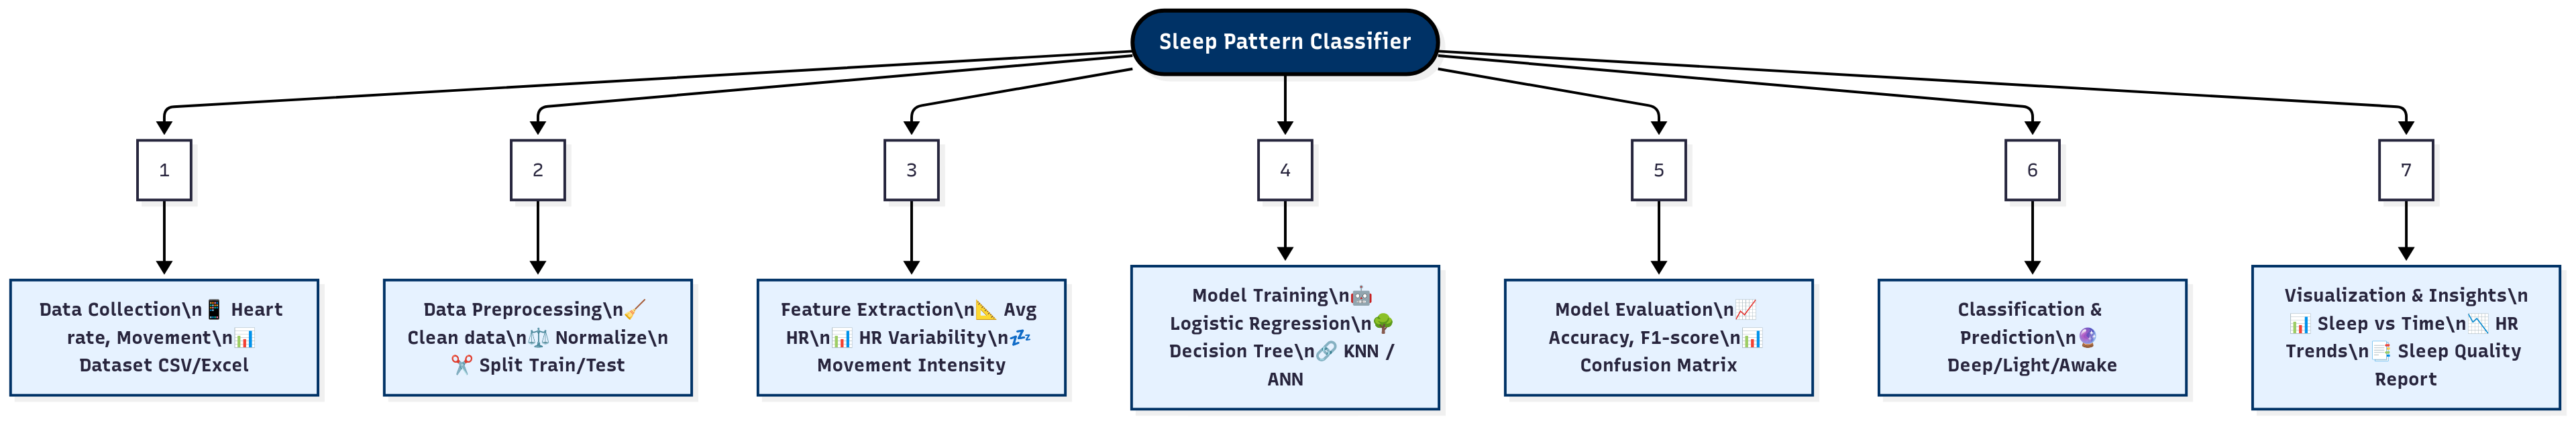 Sleep Pattern Classifier
1
2
3
4
5
6
7
Data Collection\n📱 Heart
rate, Movement\n📊
Dataset CSV/Excel
Data Preprocessing\n🧹
Clean data\n⚖️ Normalize\n
✂️ Split Train/Test
Feature Extraction\n📐 Avg
HR\n📊 HR Variability\n💤
Movement Intensity
Model Training\n🤖
Logistic Regression\n🌳
Decision Tree\n🔗 KNN /
ANN
Model Evaluation\n📈
Accuracy, F1-score\n📊
Confusion Matrix
Classification &
Prediction\n🔮
Deep/Light/Awake
Visualization & Insights\n
📊 Sleep vs Time\n📉 HR
Trends\n📑 Sleep Quality
Report